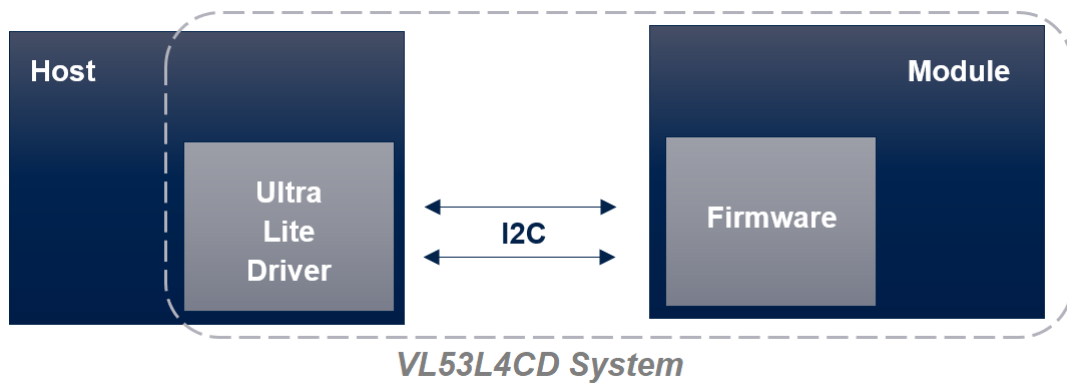 Host
Module
Ultra
Lite
Driver
I2C
Firmware
VL53L4CD System